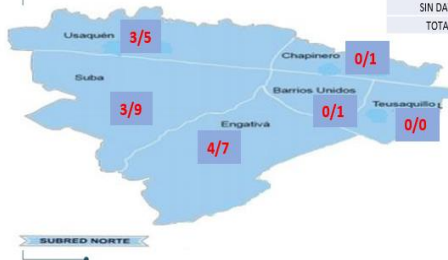 SIN DA
TOTA
Usaquén 3/5
Chapinero 0/1
Suba 3/9
Barrios Unidos 0/1
Teusaquillo 0/0
Engativá 4/7
SUBRED NORTE